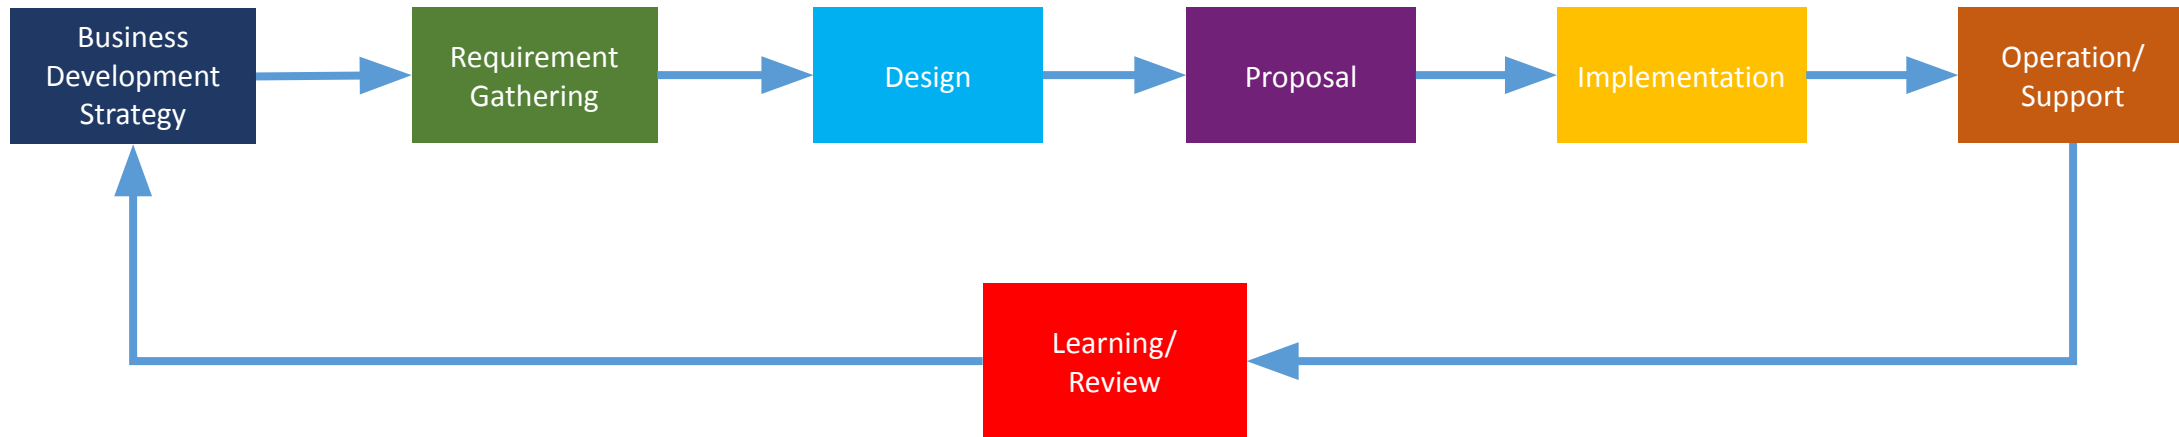 Business
Development
Strategy
Requirement
Gathering
Design
Proposal
Implementation
Operation/
Support
Learning/
Review